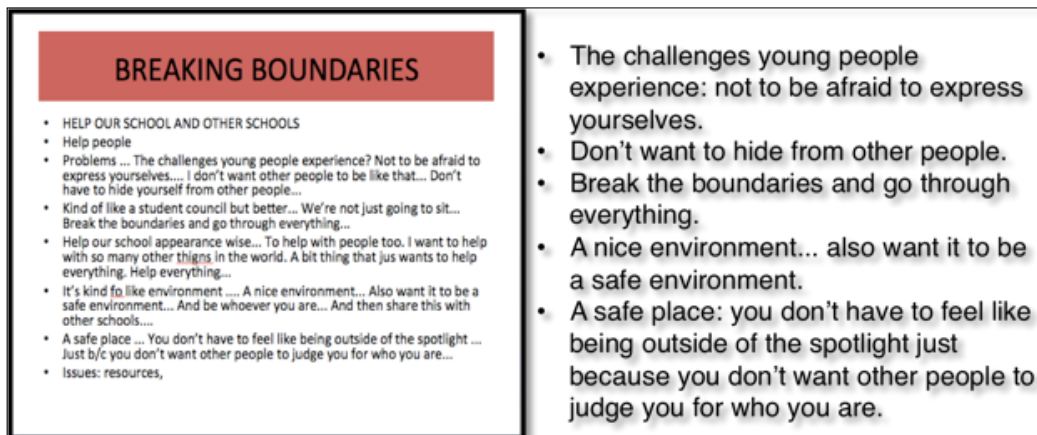 BREAKING BOUNDARIES
• HELP OUR SCHOOL AND OTHER SCHOOLS
• Help people
• Problems ... The challenges young people experience? Not to be afraid to
express yourselves.... I don't want other people to be like that... Don't
have to hide yourself from other people...
• Kind of like a student council but better... We're not just going to sit...
Break the boundaries and go through everything...
• Help our school appearance wise... To help with people too. I want to help
with so many other thigns in the world. A bit thing that jus wants to help
everything. Help everything...
• It's kind fo like environment .... A nice environment... Also want it to be a
safe environment... And be whoever you are... And then share this with
other schools....
• A safe place ... You don't have to feel like being outside of the spotlight ...
Just b/c you don't want other people to judge you for who you are...
• Issues: resources,
• The challenges young people
experience: not to be afraid to express
yourselves.
• Don't want to hide from other people.
• Break the boundaries and go through
everything.
• A nice environment... also want it to be
a safe environment.
• A safe place: you don't have to feel like
being outside of the spotlight just
because you don't want other people to
judge you for who you are.